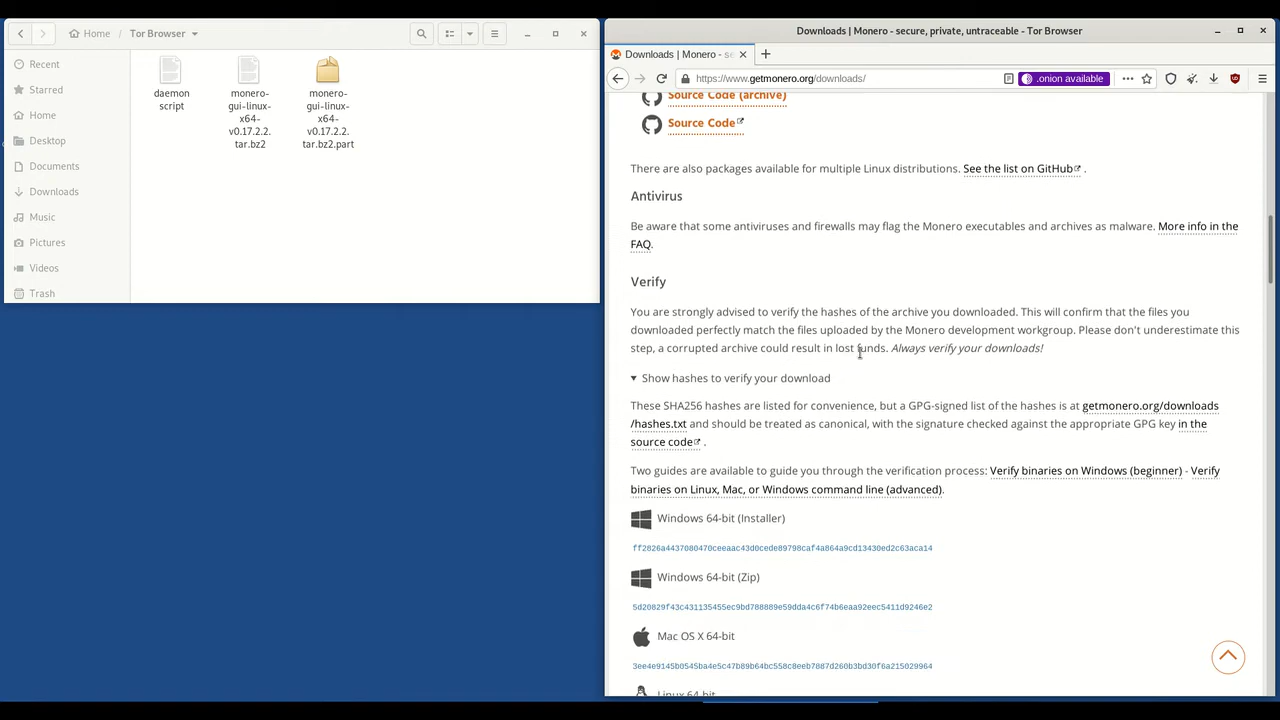 Home
Tor Browser
Recent
Starred
Home
Desktop
Documents
Downloads
Music
Pictures
Videos
Trash
daemon
script
monero-
gui-linux-
x64-
v0.17.2.2.
tar.bz2
monero-
gui-linux-
x64-
v0.17.2.2.
tar.bz2.part
Downloads | Monero - secure, private, untraceable - Tor Browser
Downloads | Monero - se
https://www.getmonero.org/downloads/
.onion available
Source Code (archive)
Source Code
There are also packages available for multiple Linux distributions. See the list on GitHub .
Antivirus
Be aware that some antiviruses and firewalls may flag the Monero executables and archives as malware. More info in the
FAQ.
Verify
You are strongly advised to verify the hashes of the archive you downloaded. This will confirm that the files you
downloaded perfectly match the files uploaded by the Monero development workgroup. Please don't underestimate this
step, a corrupted archive could result in lost funds. Always verify your downloads!
Show hashes to verify your download
These SHA256 hashes are listed for convenience, but a GPG-signed list of the hashes is at getmonero.org/downloads
/hashes.txt and should be treated as canonical, with the signature checked against the appropriate GPG key in the
source code .
Two guides are available to guide you through the verification process: Verify binaries on Windows (beginner) - Verify
binaries on Linux, Mac, or Windows command line (advanced).
Windows 64-bit (Installer)
ff2826a4437080470ceeaac43d0cede89798caf4a864a9cd13430ed2c63aca14
Windows 64-bit (Zip)
5d20829f43c431135455ec9bd788889e59dda4c6f74b6eaa92eec5411d9246e2
Mac OS X 64-bit
3ee4e9145b0545ba4e5c47b89b64bc558c8eeb7887d260b3bd30f6a215029964
Linux 64-bit